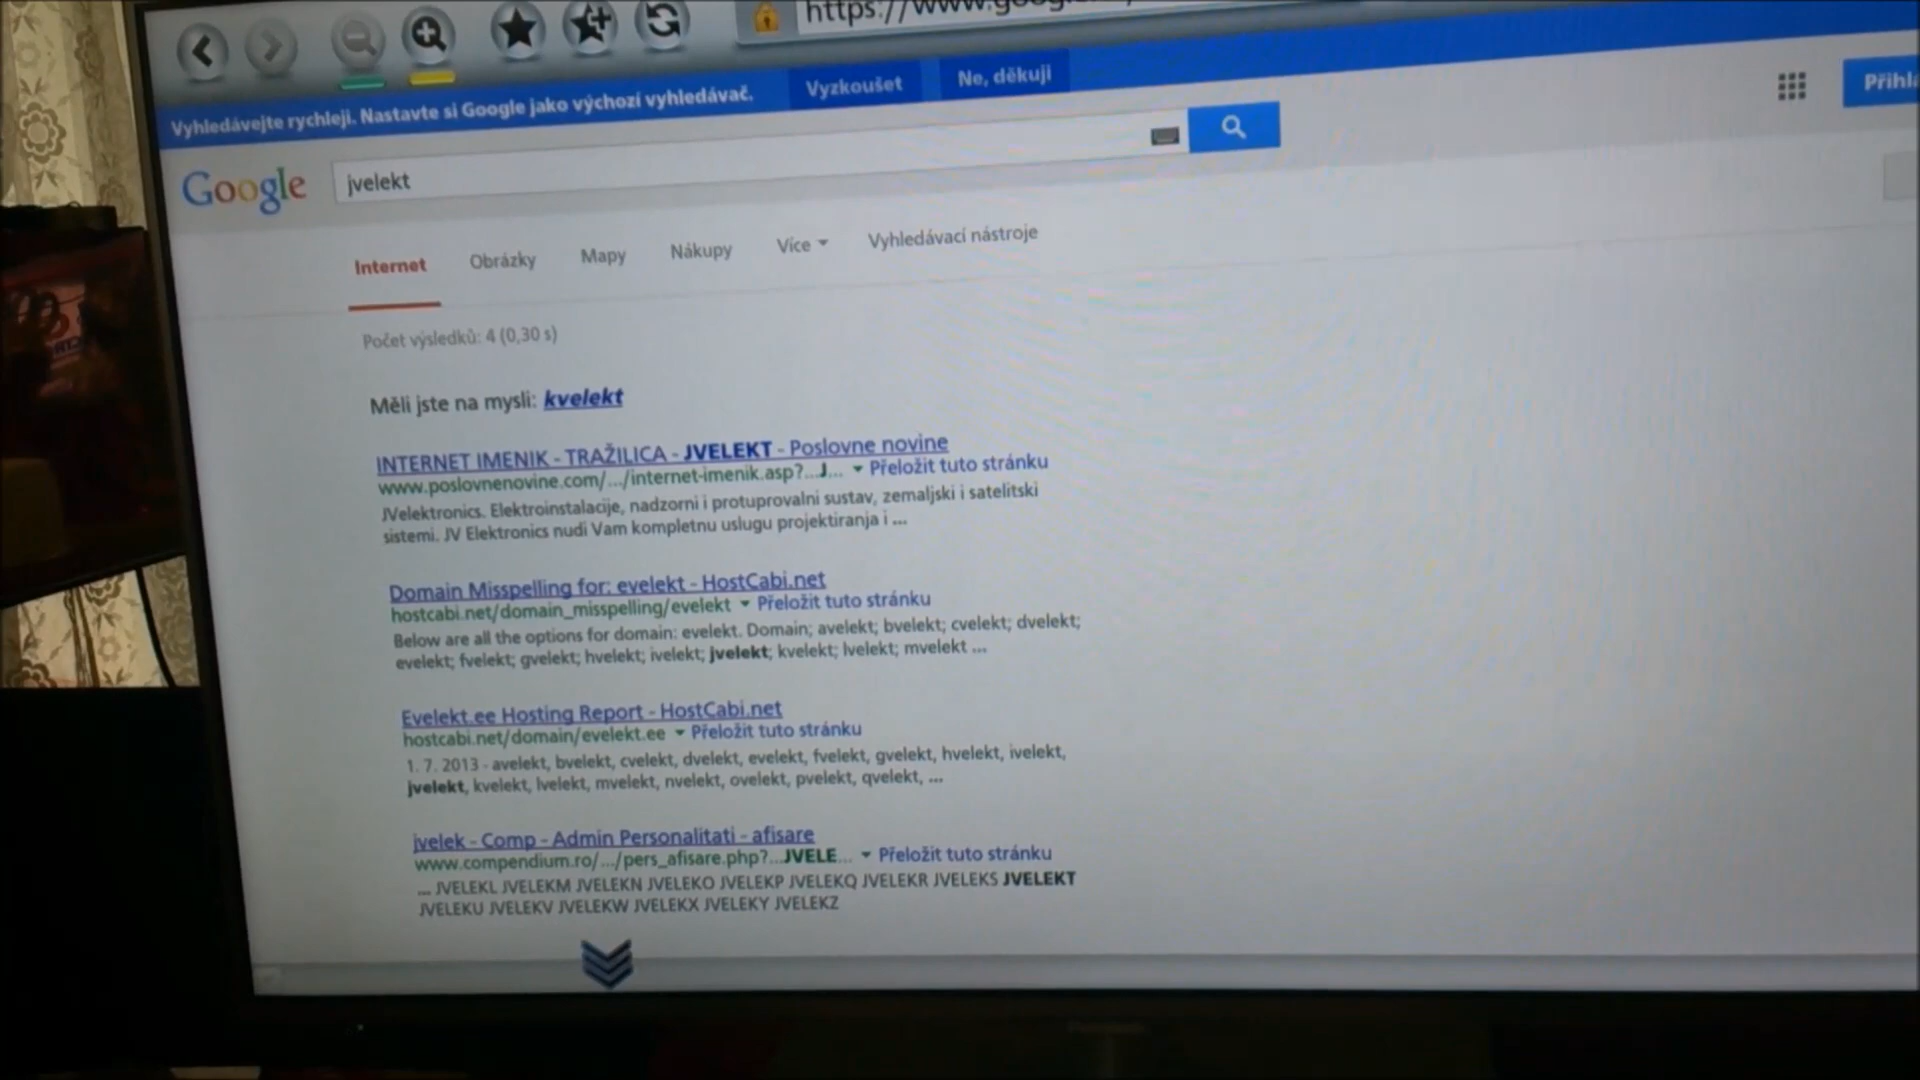 https://www.goog
Vyhledávejte rychleji. Nastavte si Google jako výchozí vyhledávač. Vyzkoušet Ne, děkuji
Google jvelekt Přihlá
Internet Obrázky Mapy Nákupy Více Vyhledávací nástroje
Počet výsledků: 4 (0,30 s)
Měli jste na mysli: kvelekt
INTERNET IMENIK - TRAŽILICA - JVELEKT - Poslovne novine
www.poslovnenovine.com/.../internet-imenik.asp?...J... Přeložit tuto stránku
JVelektronics. Elektroinstalacije, nadzorni i protuprovalni sustav, zemaljski i satelitski
sistemi. JV Elektronics nudi Vam kompletnu uslugu projektiranja i ...
Domain Misspelling for: evelekt - HostCabi.net
hostcabi.net/domain_misspelling/evelekt Přeložit tuto stránku
Below are all the options for domain: evelekt. Domain; avelekt; bvelekt; cvelekt; dvelekt;
evelekt; fvelekt; gvelekt; hvelekt; ivelekt; jvelekt; kvelekt; lvelekt; mvelekt ...
Evelekt.ee Hosting Report - HostCabi.net
hostcabi.net/domain/evelekt.ee Přeložit tuto stránku
1. 7. 2013 - avelekt, bvelekt, cvelekt, dvelekt, evelekt, fvelekt, gvelekt, hvelekt, ivelekt,
jvelekt, kvelekt, lvelekt, mvelekt, nvelekt, ovelekt, pvelekt, qvelekt, ...
jvelek - Comp - Admin Personalitati - afisare
www.compendium.ro/.../pers_afisare.php?...JVELE... Přeložit tuto stránku
... JVELEKL JVELEKM JVELEKN JVELEKO JVELEKP JVELEKQ JVELEKR JVELEKS JVELEKT
JVELEKU JVELEKV JVELEKW JVELEKX JVELEKY JVELEKZ